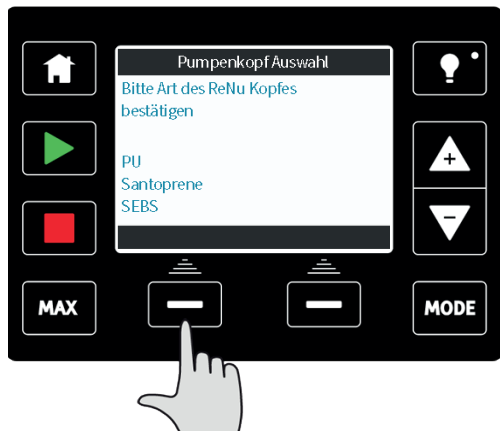 Pumpenkopf Auswahl
Bitte Art des ReNu Kopfes
bestätigen
PU
Santoprene
SEBS
+
−
MAX
MODE